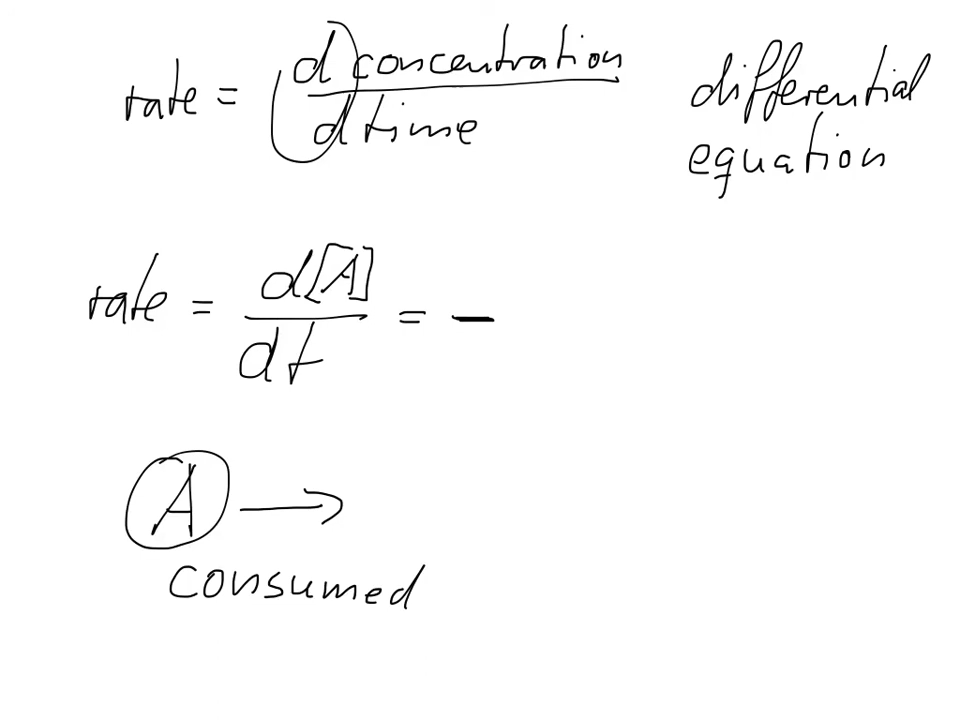 rate = d concentration / d time
differential
equation
rate = d[A] / dt = –
A →
consumed